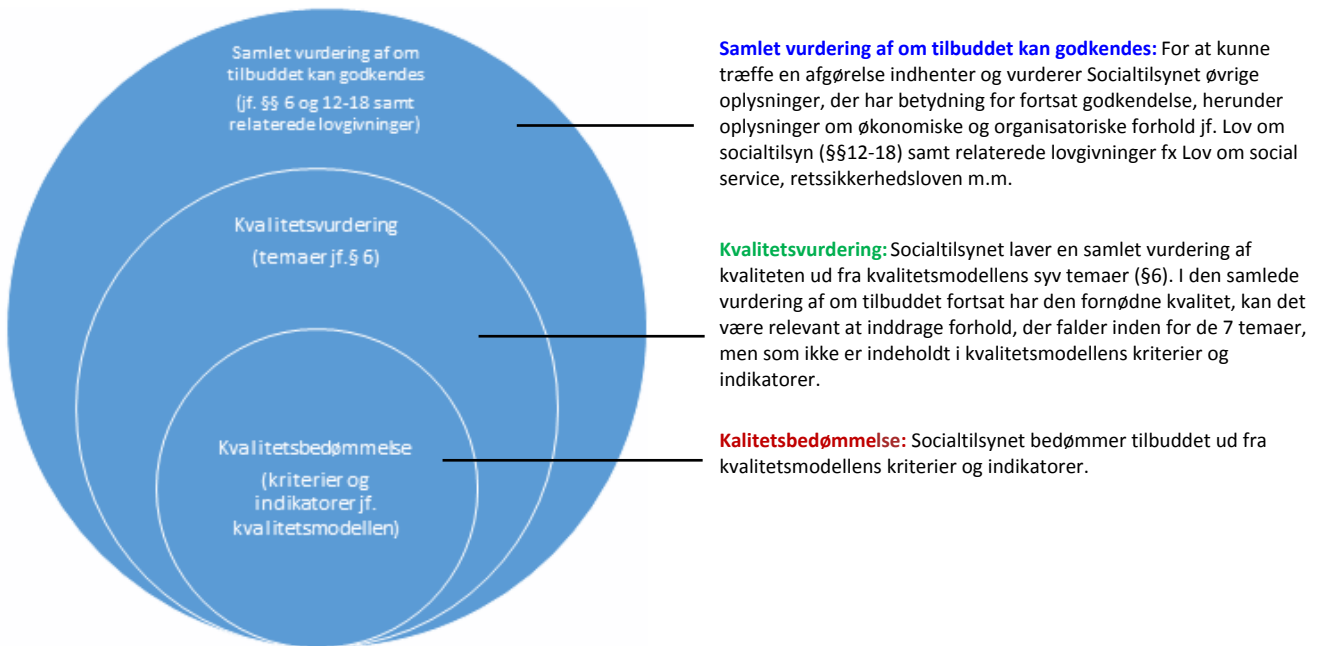 Samlet vurdering af om
tilbuddet kan godkendes
(jf. §§ 6 og 12-18 samt
relaterede lovgivninger)
Kvalitetsvurdering
(temaer jf.§ 6)
Kvalitetsbedømmelse
(kriterier og
indikatorer jf.
kvalitetsmodellen)
Samlet vurdering af om tilbuddet kan godkendes: For at kunne
træffe en afgørelse indhenter og vurderer Socialtilsynet øvrige
oplysninger, der har betydning for fortsat godkendelse, herunder
oplysninger om økonomiske og organisatoriske forhold jf. Lov om
socialtilsyn (§§12-18) samt relaterede lovgivninger fx Lov om social
service, retssikkerhedsloven m.m.
Kvalitetsvurdering: Socialtilsynet laver en samlet vurdering af
kvaliteten ud fra kvalitetsmodellens syv temaer (§6). I den samlede
vurdering af om tilbuddet fortsat har den fornødne kvalitet, kan det
være relevant at inddrage forhold, der falder inden for de 7 temaer,
men som ikke er indeholdt i kvalitetsmodellens kriterier og
indikatorer.
Kalitetsbedømmelse: Socialtilsynet bedømmer tilbuddet ud fra
kvalitetsmodellens kriterier og indikatorer.